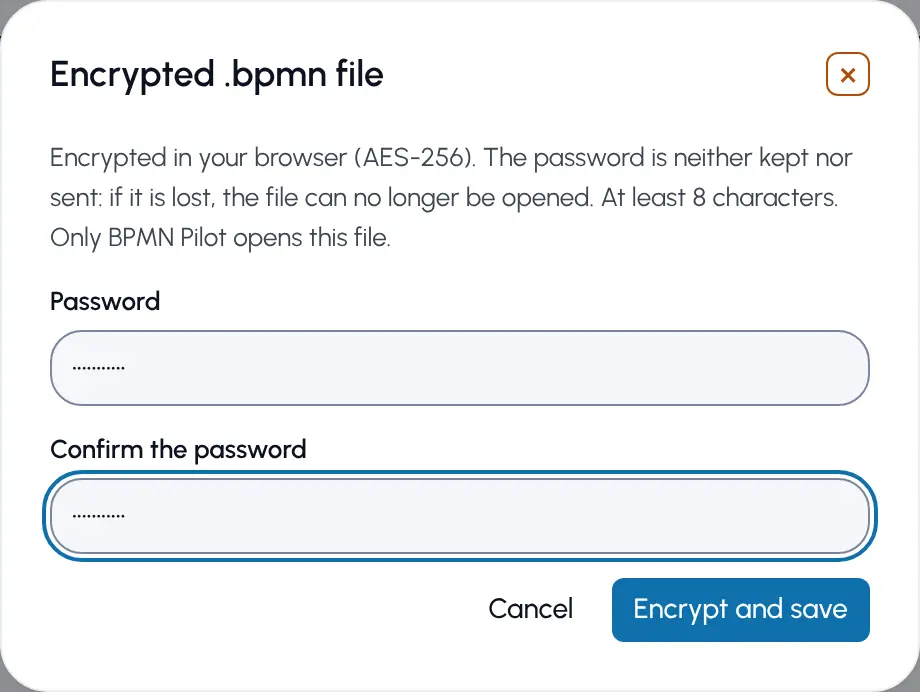 Encrypted .bpmn file
Encrypted in your browser (AES-256). The password is neither kept nor
sent: if it is lost, the file can no longer be opened. At least 8 characters.
Only BPMN Pilot opens this file.
Password
···········
Confirm the password
···········
Cancel
Encrypt and save